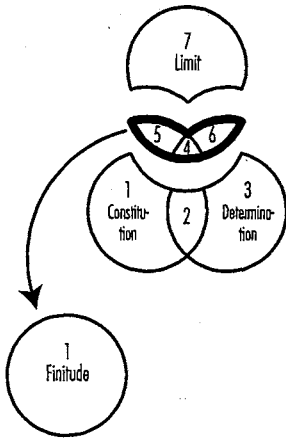 7
Limit
5 6
4
1 3
Constitu- 2 Determina-
tion tion
1
Finitude